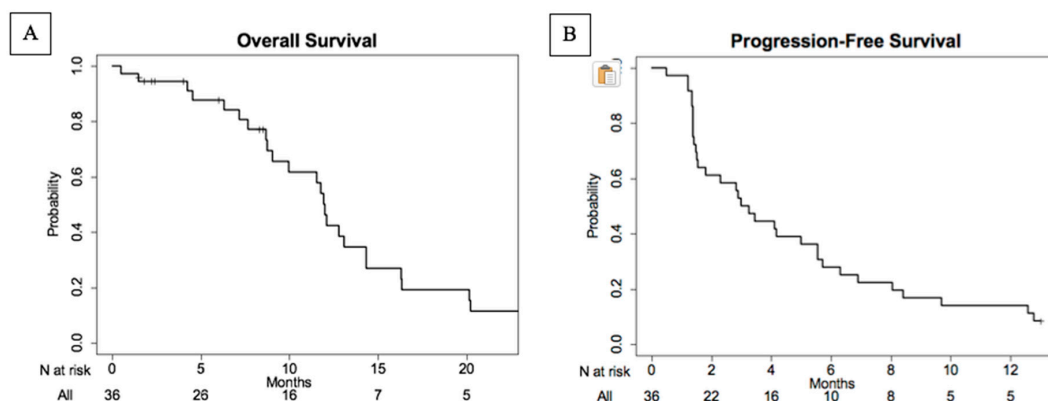 A
Overall Survival
Probability
1.0
0.8
0.6
0.4
0.2
0.0
0 5 10 15 20
Months
N at risk
All 36 26 16 7 5
B
Progression-Free Survival
Probability
0.8
0.6
0.4
0.2
0.0
0 2 4 6 8 10 12
Months
N at risk
All 36 22 16 10 8 5 5